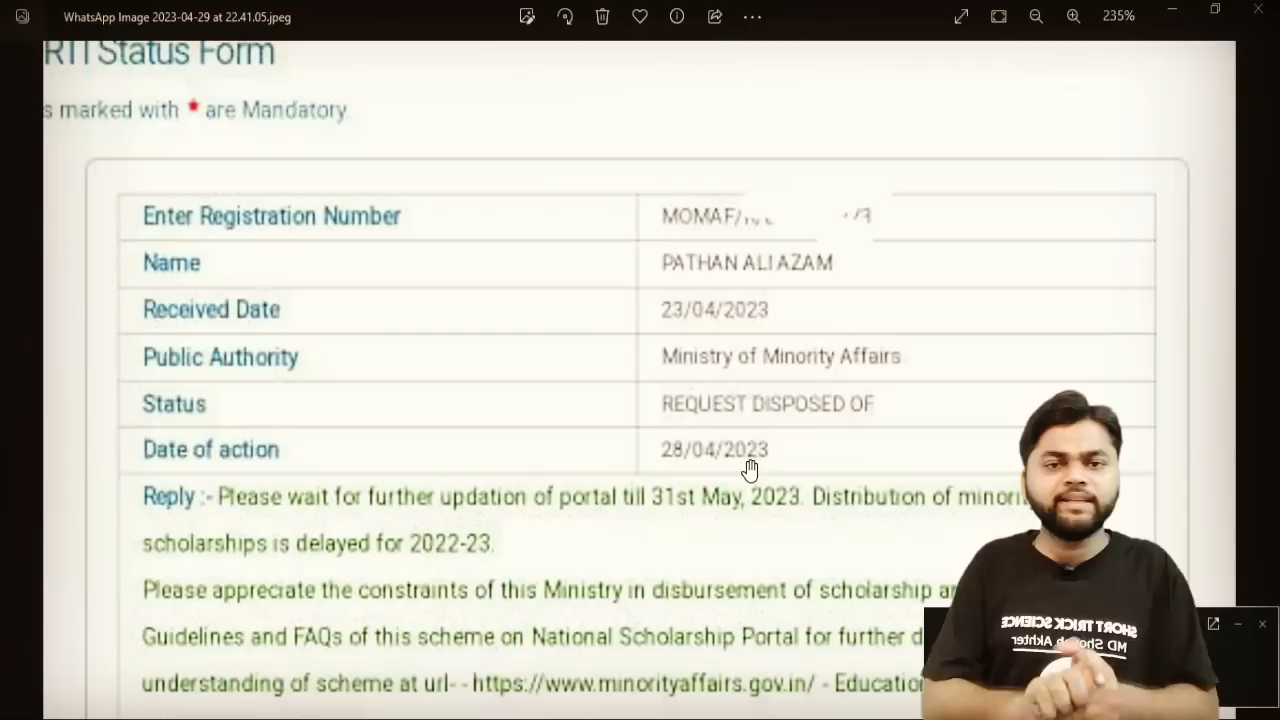 WhatsApp Image 2023-04-29 at 22.41.05.jpeg
235%
RTI Status Form
s marked with * are Mandatory
Enter Registration Number MOMAF/
Name PATHAN ALI AZAM
Received Date 23/04/2023
Public Authority Ministry of Minority Affairs
Status REQUEST DISPOSED OF
Date of action 28/04/2023
Reply :- Please wait for further updation of portal till 31st May, 2023. Distribution of minori
scholarships is delayed for 2022-23.
Please appreciate the constraints of this Ministry in disbursement of scholarship
Guidelines and FAQs of this scheme on National Scholarship Portal for further d
understanding of scheme at url-- https://www.minorityaffairs.gov.in/ - Education
SHORT TRICK SCIENCE
MD Akhter